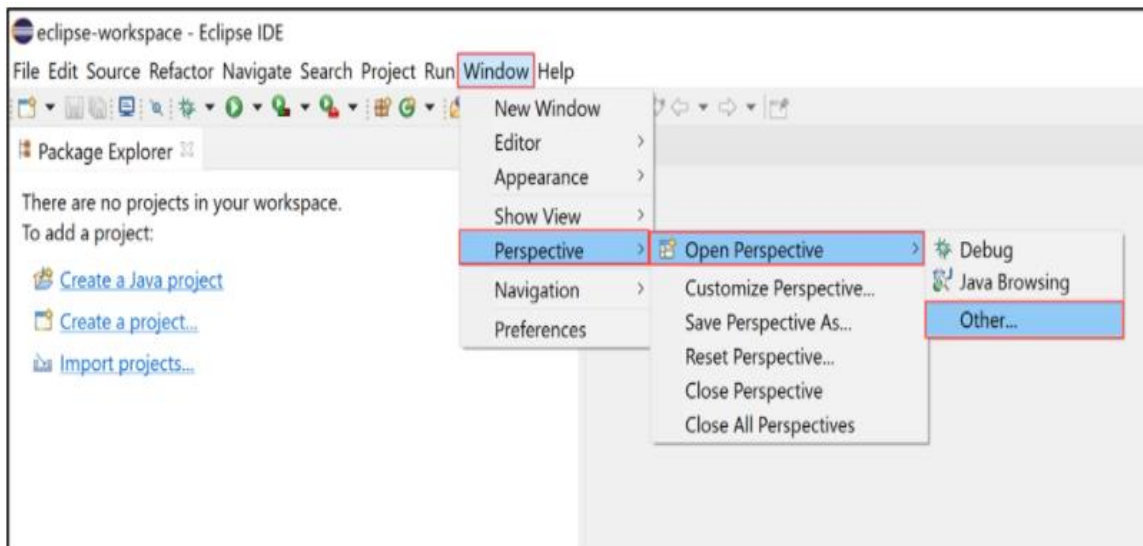 eclipse-workspace - Eclipse IDE
File Edit Source Refactor Navigate Search Project Run Window Help
Package Explorer
There are no projects in your workspace.
To add a project:
Create a Java project
Create a project...
Import projects...
New Window
Editor
Appearance
Show View
Perspective
Navigation
Preferences
Open Perspective
Customize Perspective...
Save Perspective As...
Reset Perspective...
Close Perspective
Close All Perspectives
Debug
Java Browsing
Other...